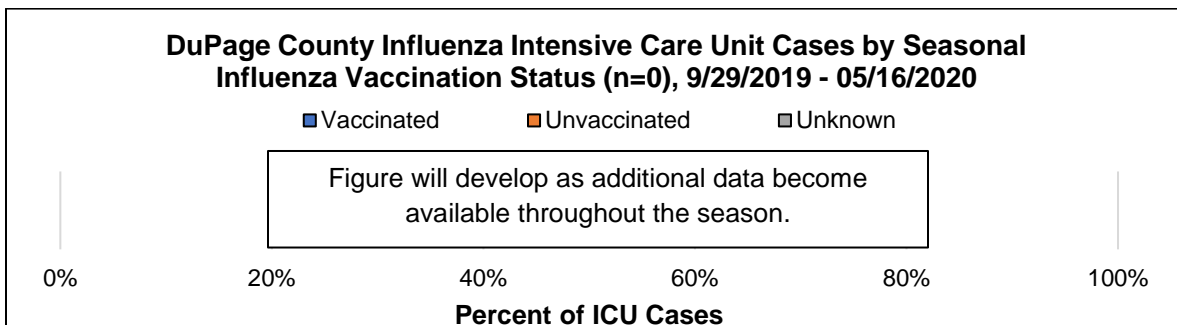 DuPage County Influenza Intensive Care Unit Cases by Seasonal
Influenza Vaccination Status (n=0), 9/29/2019 - 05/16/2020
Vaccinated Unvaccinated Unknown
Figure will develop as additional data become
available throughout the season.
0% 20% 40% 60% 80% 100%
Percent of ICU Cases